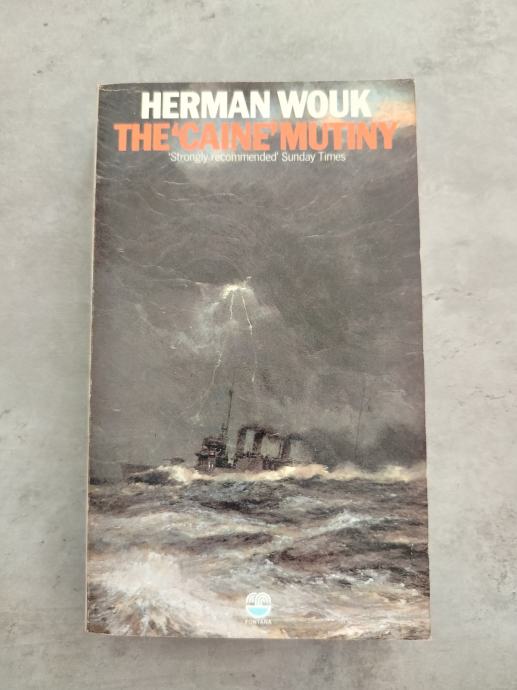 HERMAN WOUK
THE ‘CAINE’ MUTINY
‘Strongly recommended’ Sunday Times
FONTANA